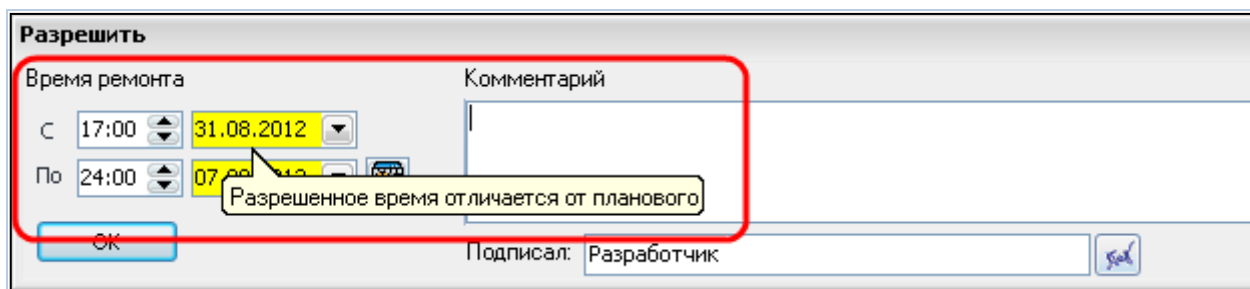 Разрешить
Время ремонта
Комментарий
С 17:00 31.08.2012
По 24:00 07
Разрешенное время отличается от планового
ОК
Подписал: Разработчик